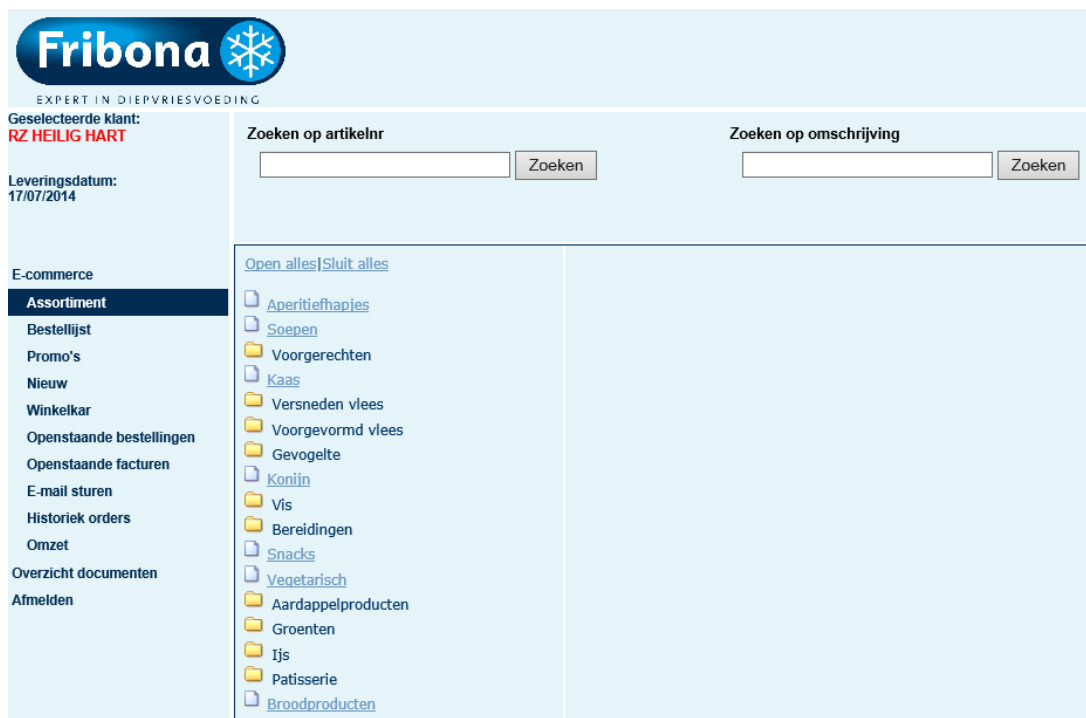 Fribona
EXPERT IN DIEPVRIESVOEDING
Geselecteerde klant:
RZ HEILIG HART
Leveringsdatum:
17/07/2014
Zoeken op artikelnr
Zoeken
Zoeken op omschrijving
Zoeken
E-commerce
Assortiment
Bestellijst
Promo's
Nieuw
Winkelkar
Openstaande bestellingen
Openstaande facturen
E-mail sturen
Historiek orders
Omzet
Overzicht documenten
Afmelden
Open alles|Sluit alles
Aperitiefhapjes
Soepen
Voorgerechten
Kaas
Versneden vlees
Voorgevormd vlees
Gevogelte
Konijn
Vis
Bereidingen
Snacks
Vegetarisch
Aardappelproducten
Groenten
Ijs
Patisserie
Broodproducten